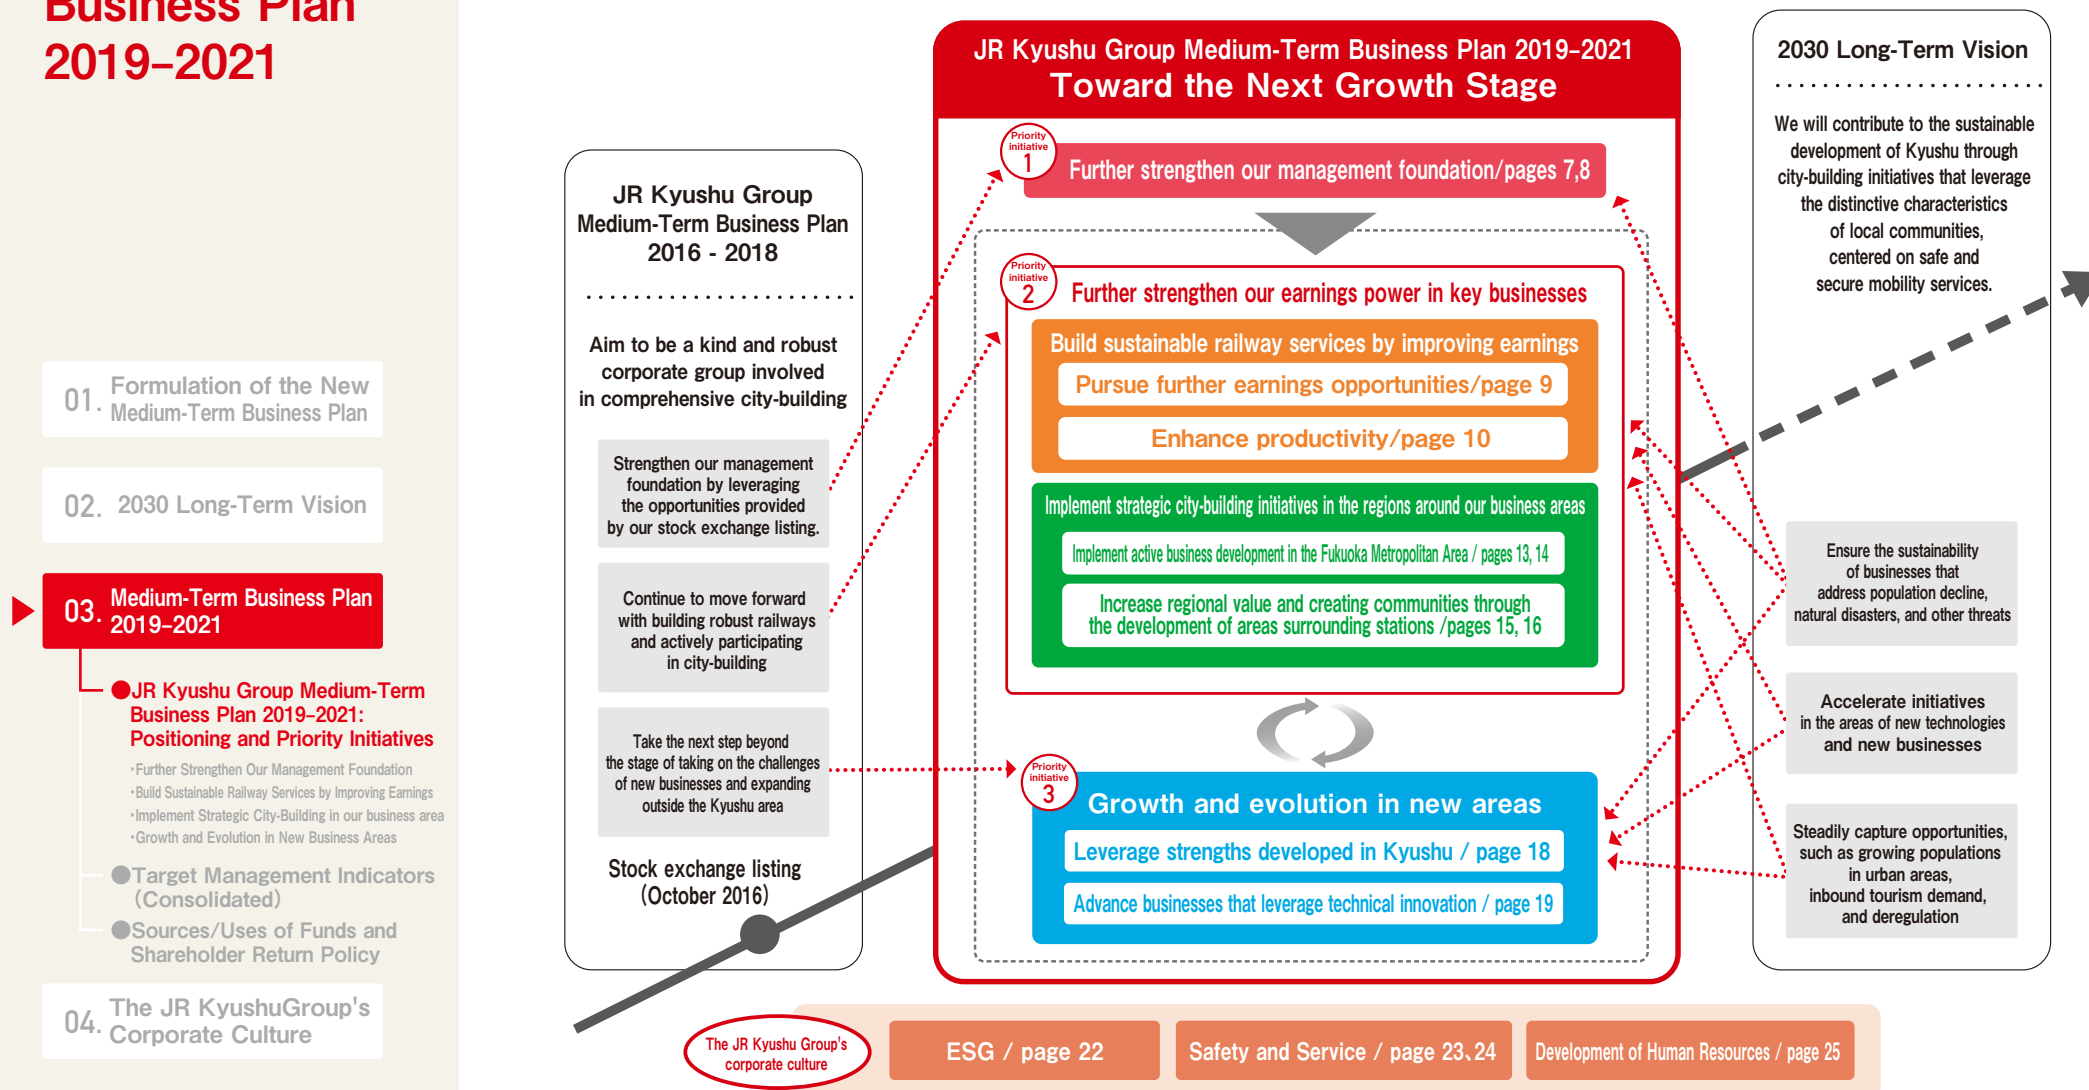 Business Plan
2019–2021
01. Formulation of the New
Medium-Term Business Plan
02. 2030 Long-Term Vision
03. Medium-Term Business Plan
2019–2021
●JR Kyushu Group Medium-Term
Business Plan 2019–2021:
Positioning and Priority Initiatives
・Further Strengthen Our Management Foundation
・Build Sustainable Railway Services by Improving Earnings
・Implement Strategic City-Building in our business area
・Growth and Evolution in New Business Areas
●Target Management Indicators
(Consolidated)
●Sources/Uses of Funds and
Shareholder Return Policy
04. The JR KyushuGroup's
Corporate Culture
JR Kyushu Group
Medium-Term Business Plan
2016 - 2018
Aim to be a kind and robust
corporate group involved
in comprehensive city-building
Strengthen our management
foundation by leveraging
the opportunities provided
by our stock exchange listing.
Continue to move forward
with building robust railways
and actively participating
in city-building
Take the next step beyond
the stage of taking on the challenges
of new businesses and expanding
outside the Kyushu area
Stock exchange listing
(October 2016)
JR Kyushu Group Medium-Term Business Plan 2019–2021
Toward the Next Growth Stage
Priority
initiative
1
Further strengthen our management foundation/pages 7,8
Priority
initiative
2
Further strengthen our earnings power in key businesses
Build sustainable railway services by improving earnings
Pursue further earnings opportunities/page 9
Enhance productivity/page 10
Implement strategic city-building initiatives in the regions around our business areas
Implement active business development in the Fukuoka Metropolitan Area / pages 13, 14
Increase regional value and creating communities through
the development of areas surrounding stations /pages 15, 16
Priority
initiative
3
Growth and evolution in new areas
Leverage strengths developed in Kyushu / page 18
Advance businesses that leverage technical innovation / page 19
2030 Long-Term Vision
We will contribute to the sustainable
development of Kyushu through
city-building initiatives that leverage
the distinctive characteristics
of local communities,
centered on safe and
secure mobility services.
Ensure the sustainability
of businesses that
address population decline,
natural disasters, and other threats
Accelerate initiatives
in the areas of new technologies
and new businesses
Steadily capture opportunities,
such as growing populations
in urban areas,
inbound tourism demand,
and deregulation
The JR Kyushu Group's
corporate culture
ESG / page 22
Safety and Service / page 23、24
Development of Human Resources / page 25